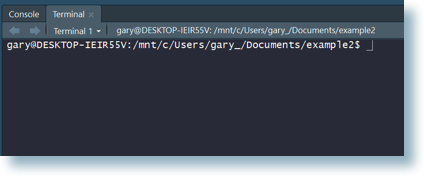 Console Terminal ×
Terminal 1 gary@DESKTOP-IEIR55V: /mnt/c/Users/gary_/Documents/example2
gary@DESKTOP-IEIR55V:/mnt/c/Users/gary_/Documents/example2$